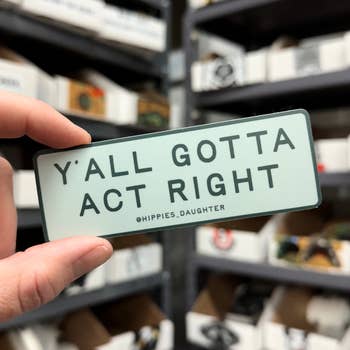 Y'ALL GOTTA
ACT RIGHT
@HIPPIES_DAUGHTER